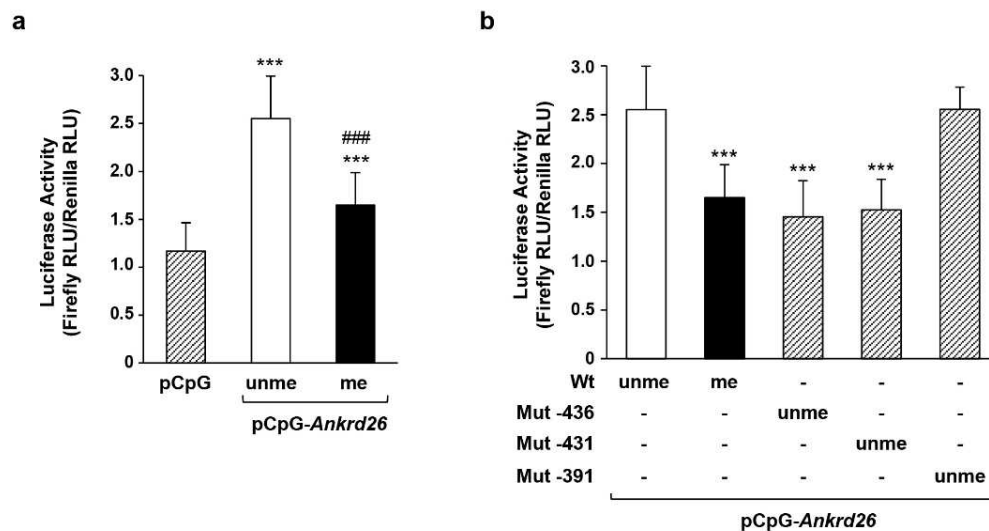 a
Luciferase Activity
(Firefly RLU/Renilla RLU)
3.0
2.5
2.0
1.5
1.0
0.5
0
***
###
***
pCpG unme me
pCpG-Ankrd26
b
Luciferase Activity
(Firefly RLU/Renilla RLU)
3.0
2.5
2.0
1.5
1.0
0.5
0
*** *** ***
Wt unme me - - -
Mut -436 - - unme - -
Mut -431 - - - unme -
Mut -391 - - - - unme
pCpG-Ankrd26